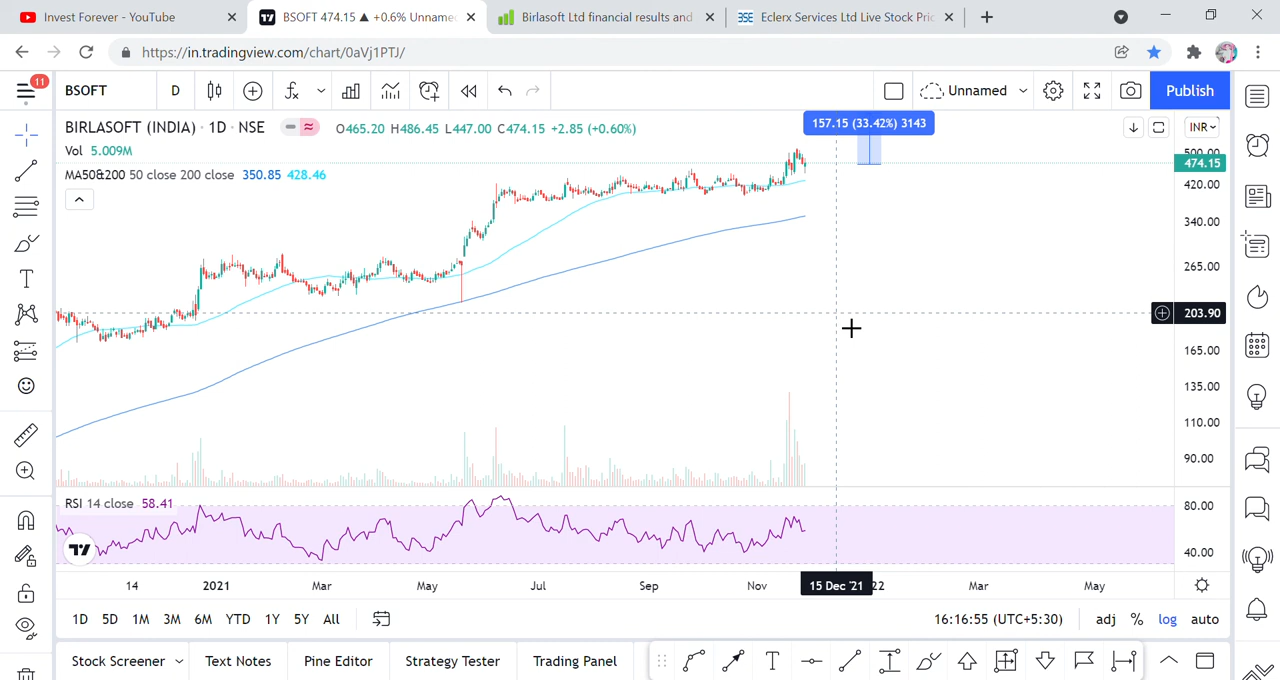 Invest Forever - YouTube
BSOFT 474.15 ▲ +0.6% Unname
Birlasoft Ltd financial results and
BSE Eclerx Services Ltd Live Stock Pric
https://in.tradingview.com/chart/0aVj1PTJ/
11
BSOFT
D
Unnamed
Publish
BIRLASOFT (INDIA) · 1D · NSE
O465.20 H486.45 L447.00 C474.15 +2.85 (+0.60%)
157.15 (33.42%) 3143
INR
Vol 5.009M
MA50&200 50 close 200 close 350.85 428.46
500.00
474.15
420.00
340.00
265.00
203.90
165.00
135.00
110.00
90.00
RSI 14 close 58.41
80.00
40.00
14 2021 Mar May Jul Sep Nov 15 Dec '21 22 Mar May
1D 5D 1M 3M 6M YTD 1Y 5Y All
16:16:55 (UTC+5:30) adj % log auto
Stock Screener Text Notes Pine Editor Strategy Tester Trading Panel